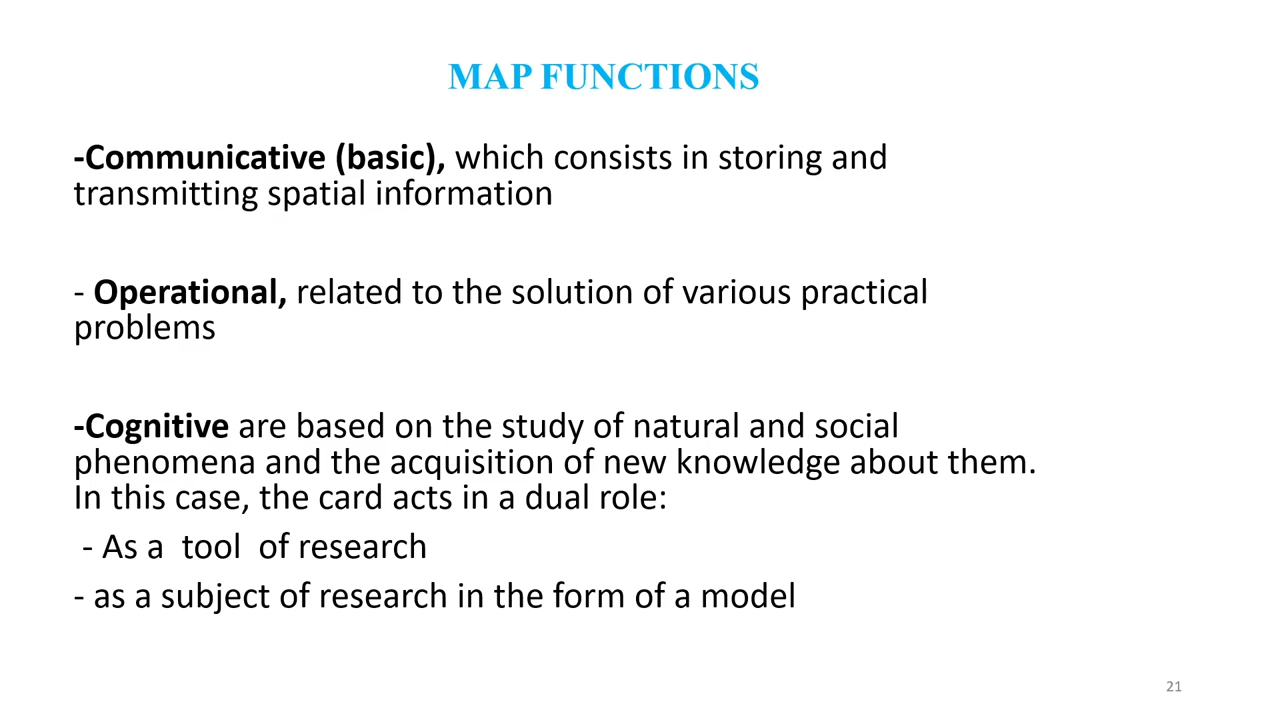 MAP FUNCTIONS
-Communicative (basic), which consists in storing and
transmitting spatial information
- Operational, related to the solution of various practical
problems
-Cognitive are based on the study of natural and social
phenomena and the acquisition of new knowledge about them.
In this case, the card acts in a dual role:
- As a  tool  of research
- as a subject of research in the form of a model
21